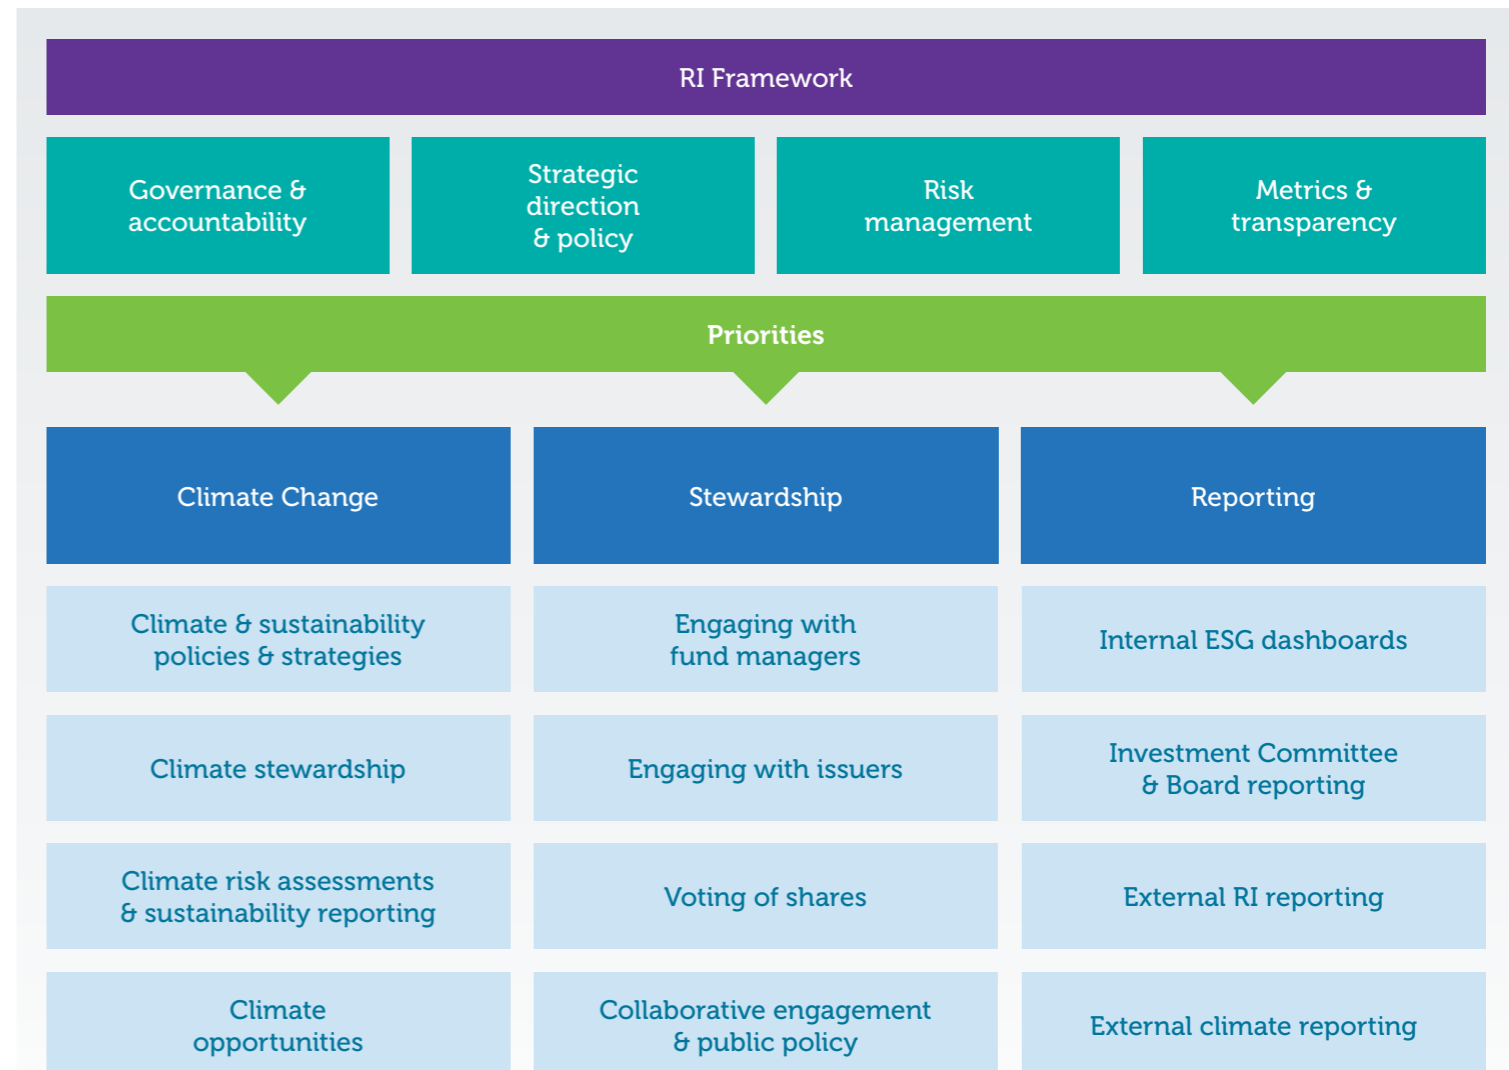 RI Framework
Governance &
accountability
Strategic
direction
& policy
Risk
management
Metrics &
transparency
Priorities
Climate Change
Stewardship
Reporting
Climate & sustainability
policies & strategies
Engaging with
fund managers
Internal ESG dashboards
Climate stewardship
Engaging with issuers
Investment Committee
& Board reporting
Climate risk assessments
& sustainability reporting
Voting of shares
External RI reporting
Climate
opportunities
Collaborative engagement
& public policy
External climate reporting